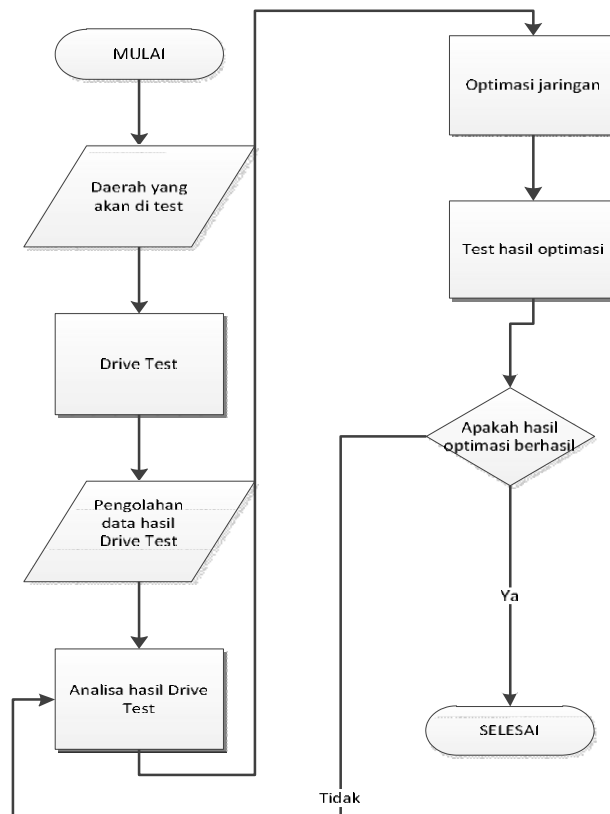 MULAI
Daerah yang
akan di test
Drive Test
Pengolahan
data hasil
Drive Test
Analisa hasil Drive
Test
Optimasi jaringan
Test hasil optimasi
Apakah hasil
optimasi berhasil
Ya
SELESAI
Tidak